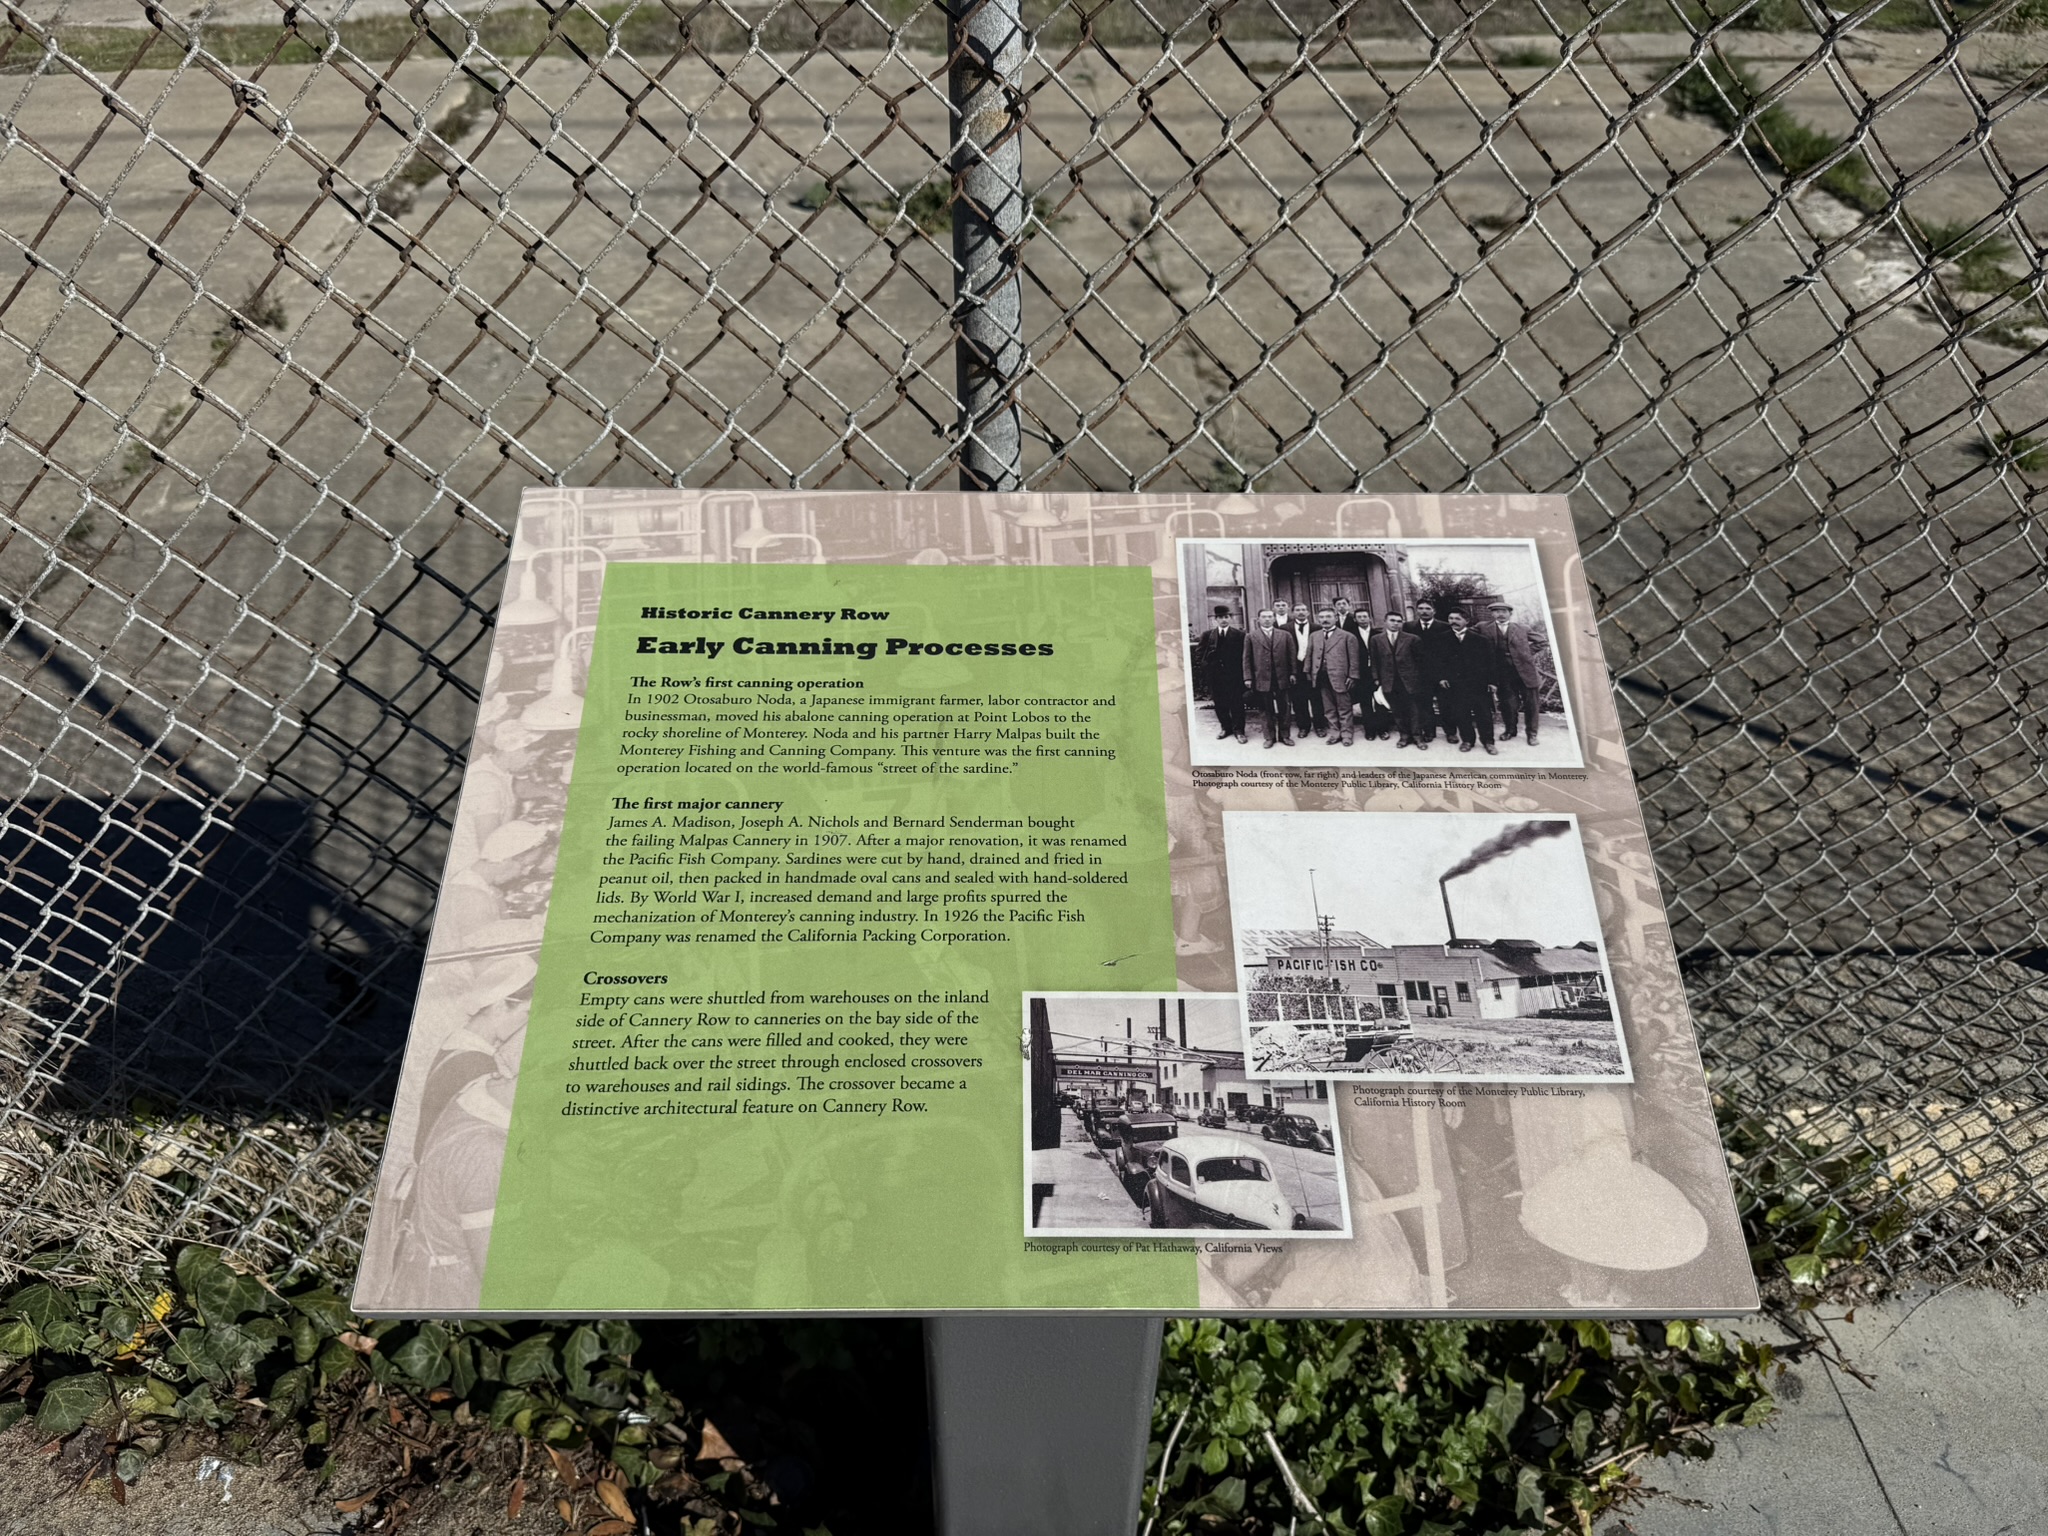 Historic Cannery Row
Early Canning Processes
The Row's first canning operation
In 1902 Otosaburo Noda, a Japanese immigrant farmer, labor contractor and
businessman, moved his abalone canning operation at Point Lobos to the
rocky shoreline of Monterey. Noda and his partner Harry Malpas built the
Monterey Fishing and Canning Company. This venture was the first canning
operation located on the world-famous “street of the sardine.”
The first major cannery
James A. Madison, Joseph A. Nichols and Bernard Senderman bought
the failing Malpas Cannery in 1907. After a major renovation, it was renamed
the Pacific Fish Company. Sardines were cut by hand, drained and fried in
peanut oil, then packed in handmade oval cans and sealed with hand-soldered
lids. By World War I, increased demand and large profits spurred the
mechanization of Monterey's canning industry. In 1926 the Pacific Fish
Company was renamed the California Packing Corporation.
Crossovers
Empty cans were shuttled from warehouses on the inland
side of Cannery Row to canneries on the bay side of the
street. After the cans were filled and cooked, they were
shuttled back over the street through enclosed crossovers
to warehouses and rail sidings. The crossover became a
distinctive architectural feature on Cannery Row.
Otosaburo Noda (front row, far right) and leaders of the Japanese American community in Monterey.
Photograph courtesy of the Monterey Public Library, California History Room
PACIFIC FISH CO
Photograph courtesy of the Monterey Public Library,
California History Room
DEL MAR CANNING CO.
Photograph courtesy of Pat Hathaway, California Views